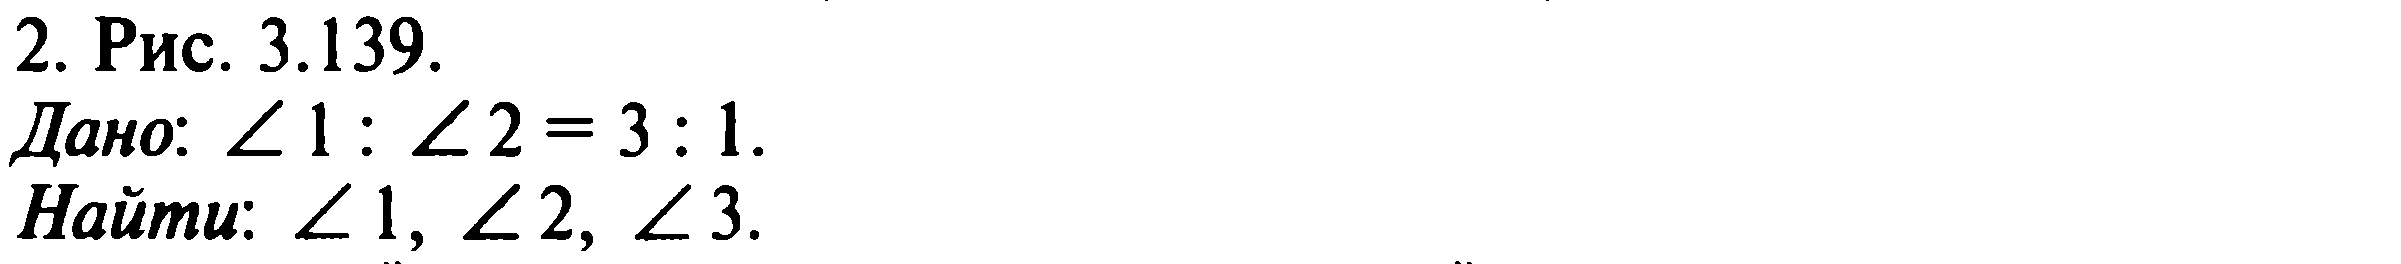 2. Рис. 3.139.
Дано: ∠1 : ∠2 = 3 : 1.
Найти: ∠1, ∠2, ∠3.